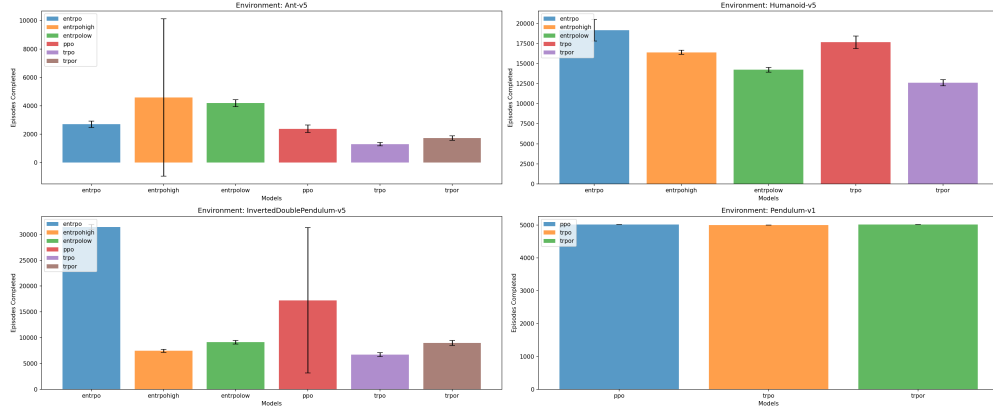 Environment: Ant-v5
Episodes Completed
10000
8000
6000
4000
2000
0
entrpo
entrpohigh
entrpolow
ppo
trpo
trpor
entrpo
entrpohigh
entrpolow
ppo
trpo
trpor
Models
Environment: Humanoid-v5
Episodes Completed
20000
17500
15000
12500
10000
7500
5000
2500
0
entrpo
entrpohigh
entrpolow
trpo
trpor
entrpo
entrpohigh
entrpolow
trpo
trpor
Models
Environment: InvertedDoublePendulum-v5
Episodes Completed
30000
25000
20000
15000
10000
5000
0
entrpo
entrpohigh
entrpolow
ppo
trpo
trpor
entrpo
entrpohigh
entrpolow
ppo
trpo
trpor
Models
Environment: Pendulum-v1
Episodes Completed
5000
4000
3000
2000
1000
0
ppo
trpo
trpor
ppo
trpo
trpor
Models